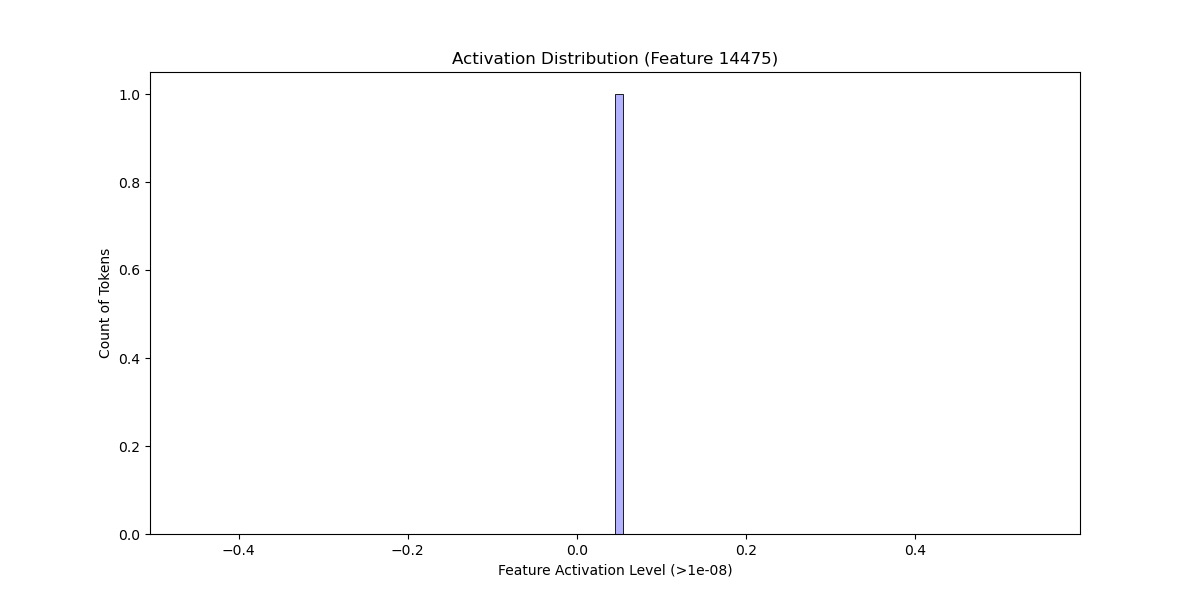 Activation Distribution (Feature 14475)
1.0
0.8
0.6
0.4
0.2
0.0
Count of Tokens
−0.4 −0.2 0.0 0.2 0.4
Feature Activation Level (>1e-08)